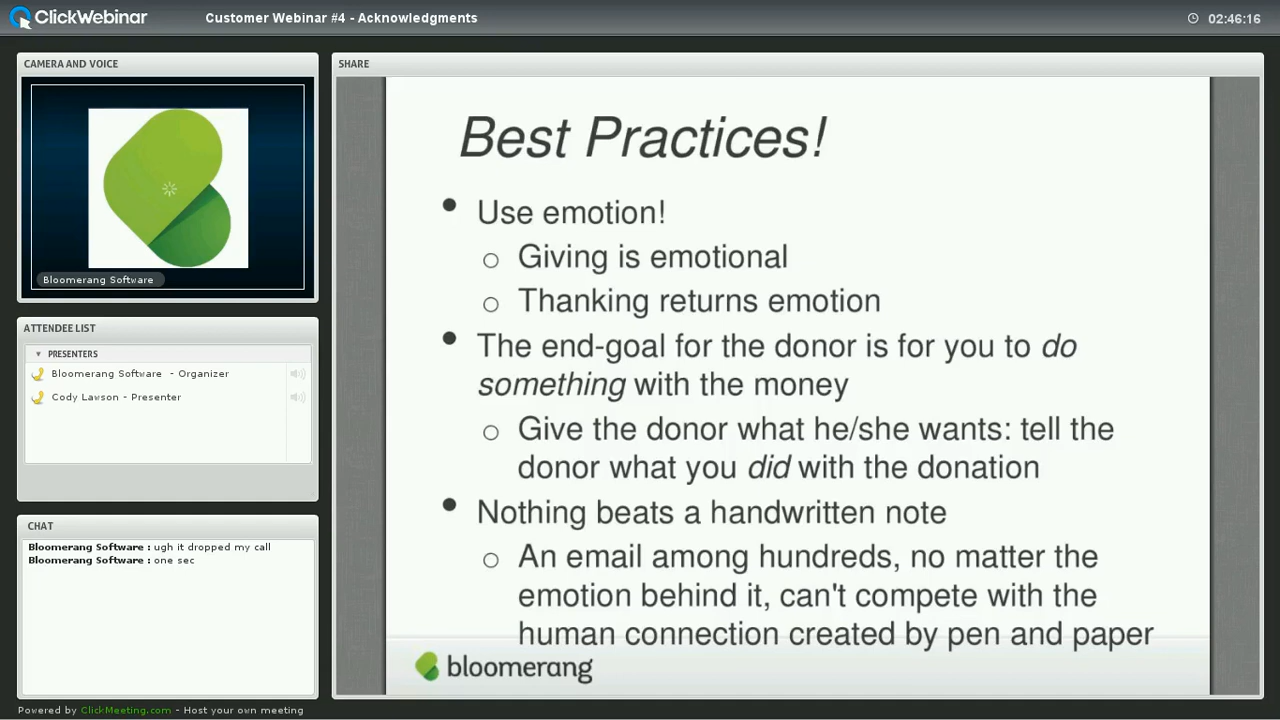 ClickWebinar
Customer Webinar #4 - Acknowledgments
02:46:16
CAMERA AND VOICE
Bloomerang Software
ATTENDEE LIST
PRESENTERS
Bloomerang Software - Organizer
Cody Lawson - Presenter
CHAT
Bloomerang Software : ugh it dropped my call
Bloomerang Software : one sec
SHARE
Best Practices!
• Use emotion!
o Giving is emotional
o Thanking returns emotion
• The end-goal for the donor is for you to do
something with the money
o Give the donor what he/she wants: tell the
donor what you did with the donation
• Nothing beats a handwritten note
o An email among hundreds, no matter the
emotion behind it, can't compete with the
human connection created by pen and paper
bloomerang
Powered by ClickMeeting.com - Host your own meeting